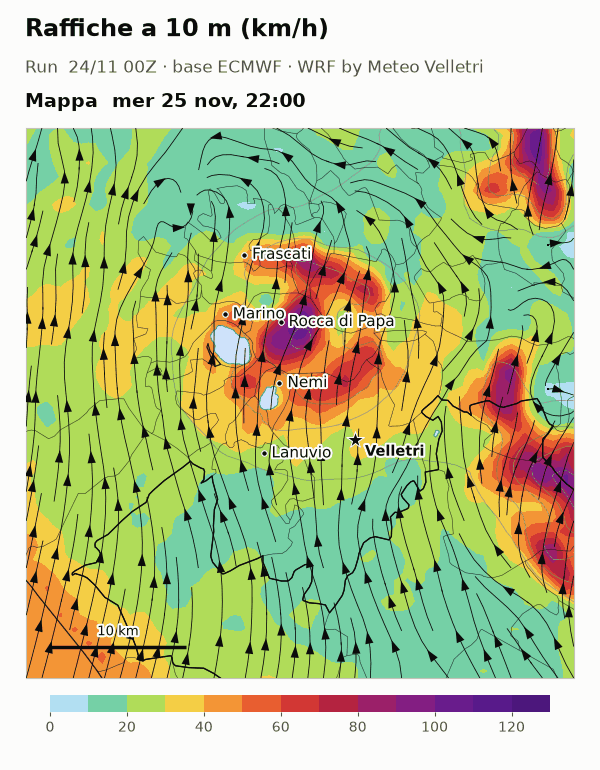 Raffiche a 10 m (km/h)
Run  24/11 00Z · base ECMWF · WRF by Meteo Velletri
Mappa  mer 25 nov, 22:00
Frascati
Marino
Rocca di Papa
Nemi
Velletri
Lanuvio
10 km
0 20 40 60 80 100 120